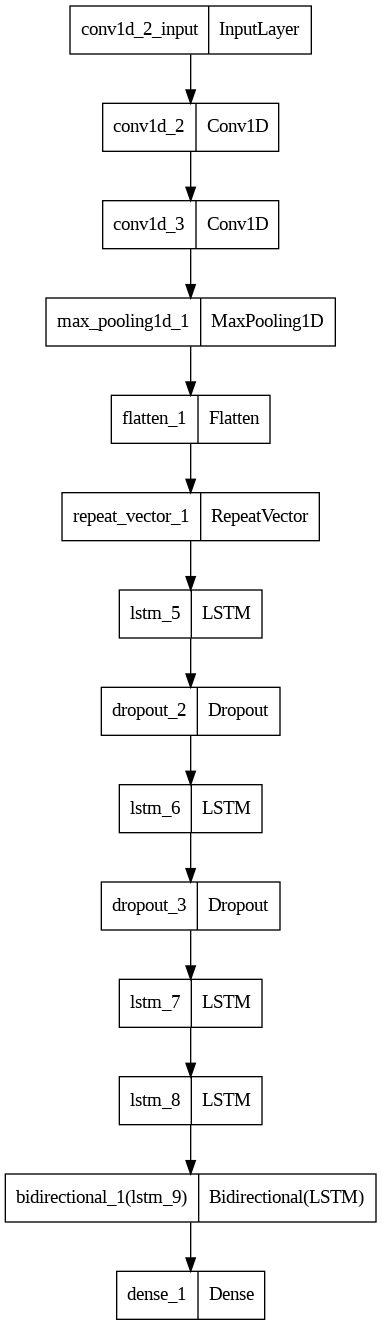 conv1d_2_input InputLayer
conv1d_2 Conv1D
conv1d_3 Conv1D
max_pooling1d_1 MaxPooling1D
flatten_1 Flatten
repeat_vector_1 RepeatVector
lstm_5 LSTM
dropout_2 Dropout
lstm_6 LSTM
dropout_3 Dropout
lstm_7 LSTM
lstm_8 LSTM
bidirectional_1(lstm_9) Bidirectional(LSTM)
dense_1 Dense